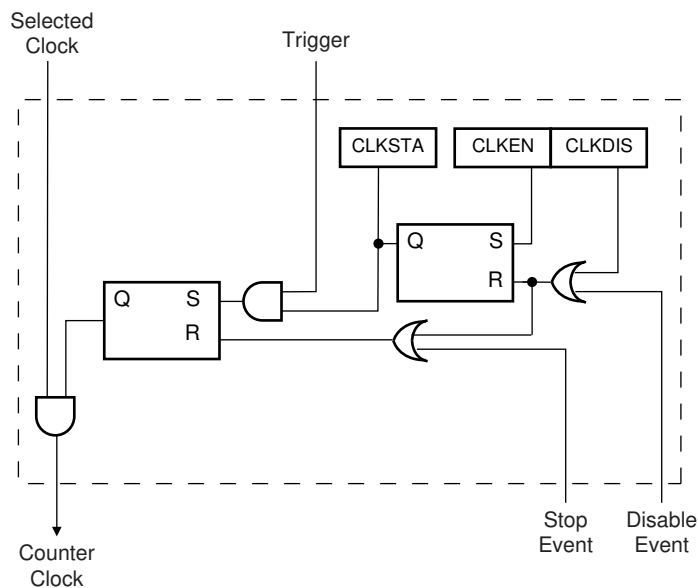 Selected
Clock
Trigger
CLKSTA
CLKEN
CLKDIS
Q
S
R
Q
S
R
Stop
Event
Disable
Event
Counter
Clock